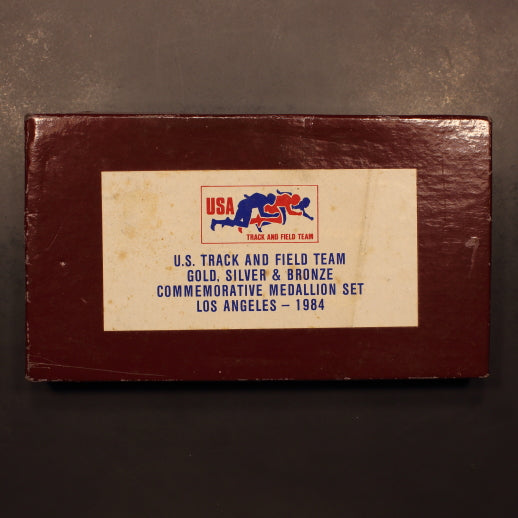 USA
TRACK AND FIELD TEAM
U.S. TRACK AND FIELD TEAM
GOLD, SILVER & BRONZE
COMMEMORATIVE MEDALLION SET
LOS ANGELES – 1984